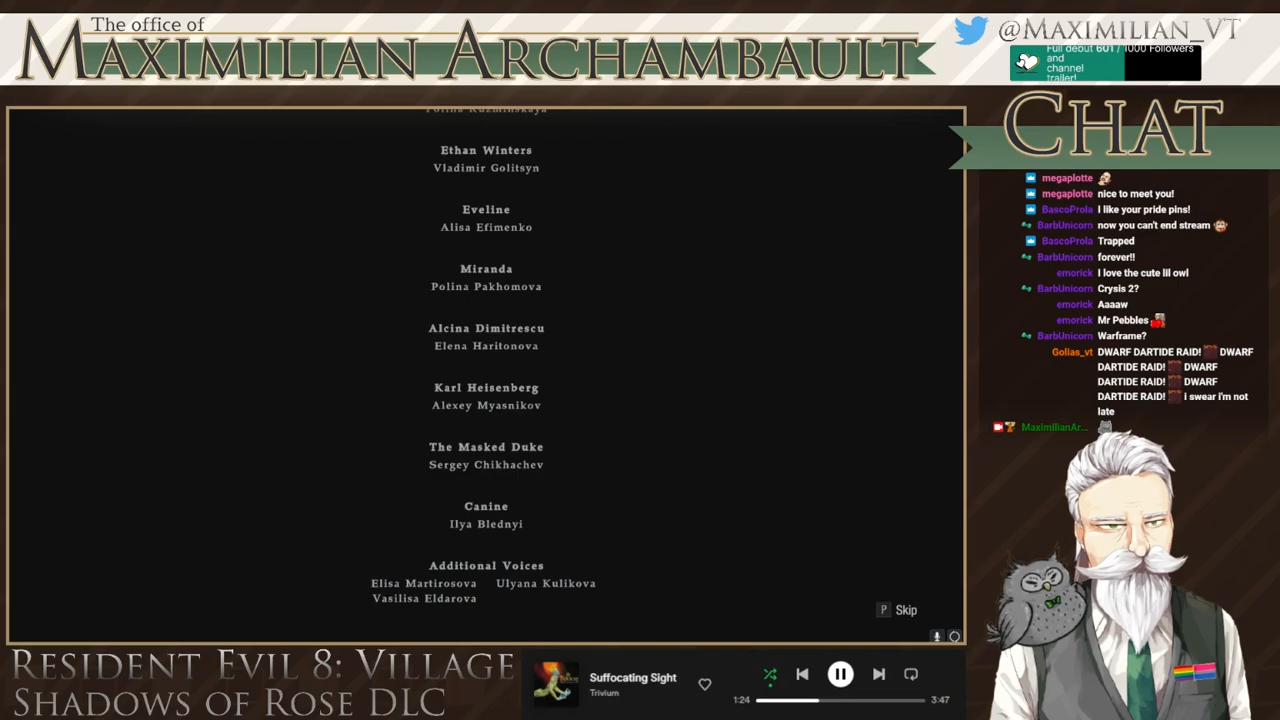 The office of
MAXIMILIAN ARCHAMBAULT
@MAXIMILIAN_VT
Full debut 601 / 1000 Followers
and
channel
trailer!
CHAT
Polina Kuzminskaya
Ethan Winters
Vladimir Golitsyn
Eveline
Alisa Efimenko
Miranda
Polina Pakhomova
Alcina Dimitrescu
Elena Haritonova
Karl Heisenberg
Alexey Myasnikov
The Masked Duke
Sergey Chikhachev
Canine
Ilya Blednyi
Additional Voices
Elisa Martirosova Ulyana Kulikova
Vasilisa Eldarova
P Skip
megaplotte
megaplotte nice to meet you!
BascoProla I like your pride pins!
BarbUnicorn now you can't end stream
BascoProla Trapped
BarbUnicorn forever!!
emorick I love the cute lil owl
BarbUnicorn Crysis 2?
emorick Aaaaw
emorick Mr Pebbles
BarbUnicorn Warframe?
Golias_vt DWARF DARTIDE RAID! DWARF
DARTIDE RAID! DWARF
DARTIDE RAID! DWARF
DARTIDE RAID! i swear I'm not
late
MaximilianAr...
RESIDENT EVIL 8: VILLAGE
SHADOWS OF ROSE DLC
Suffocating Sight
Trivium
1:24
3:47